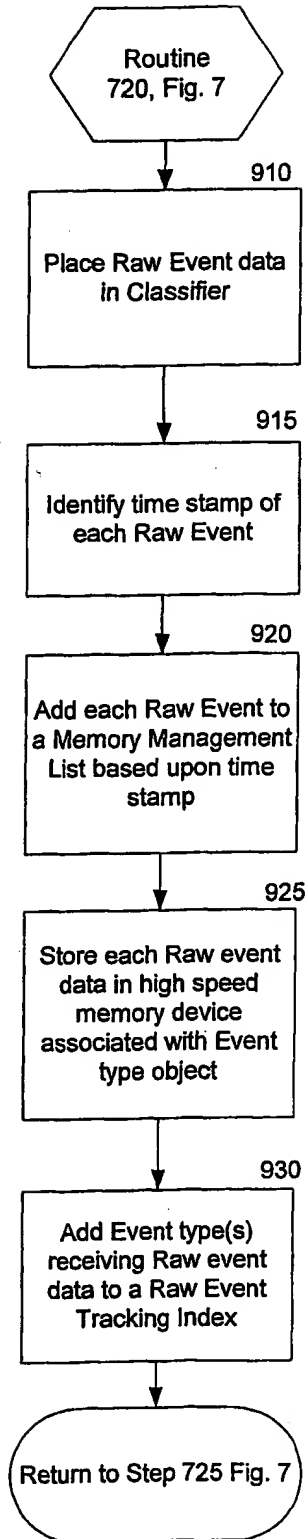 Routine
720, Fig. 7
910
Place Raw Event data
in Classifier
915
Identify time stamp of
each Raw Event
920
Add each Raw Event to
a Memory Management
List based upon time
stamp
925
Store each Raw event
data in high speed
memory device
associated with Event
type object
930
Add Event type(s)
receiving Raw event
data to a Raw Event
Tracking Index
Return to Step 725 Fig. 7